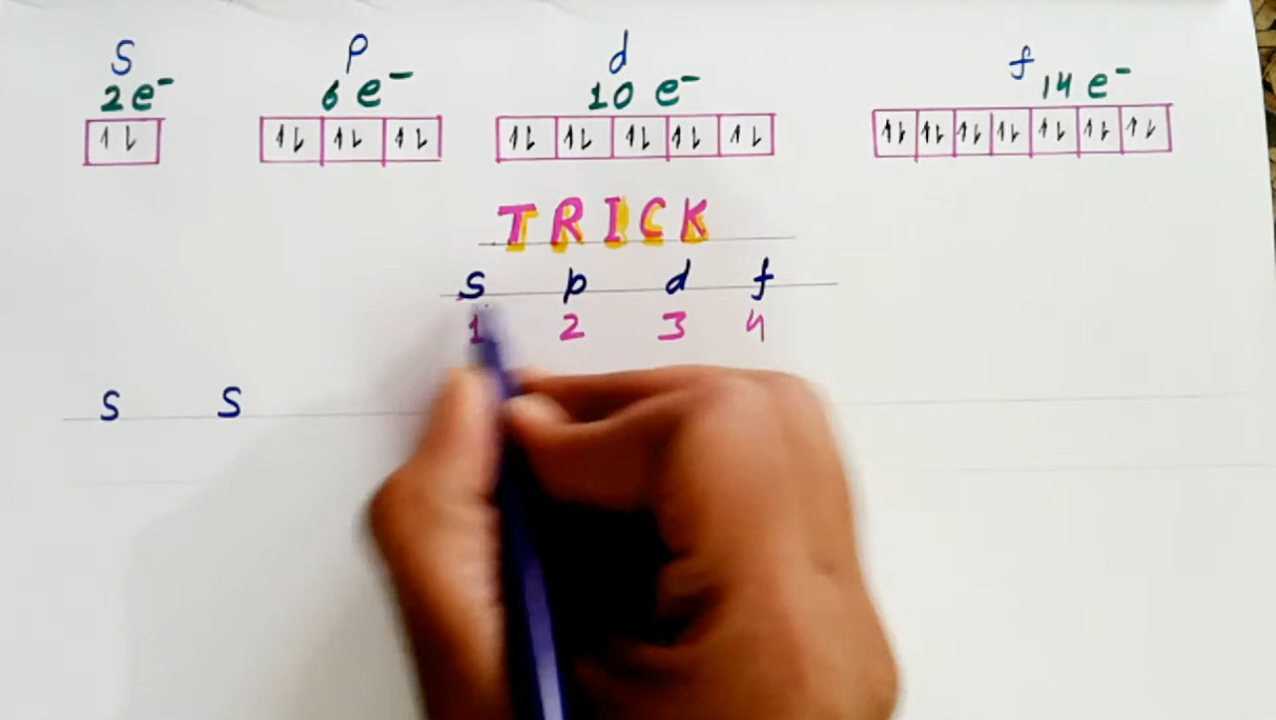 S P d f
2e⁻ 6 e⁻ 10 e⁻ 14 e⁻
↿⇂ ↿⇂ ↿⇂ ↿⇂ ↿⇂ ↿⇂ ↿⇂ ↿⇂ ↿⇂ ↿⇂ ↿⇂ ↿⇂ ↿⇂ ↿⇂ ↿⇂ ↿⇂
TRICK
s p d f
1 2 3 4
S S